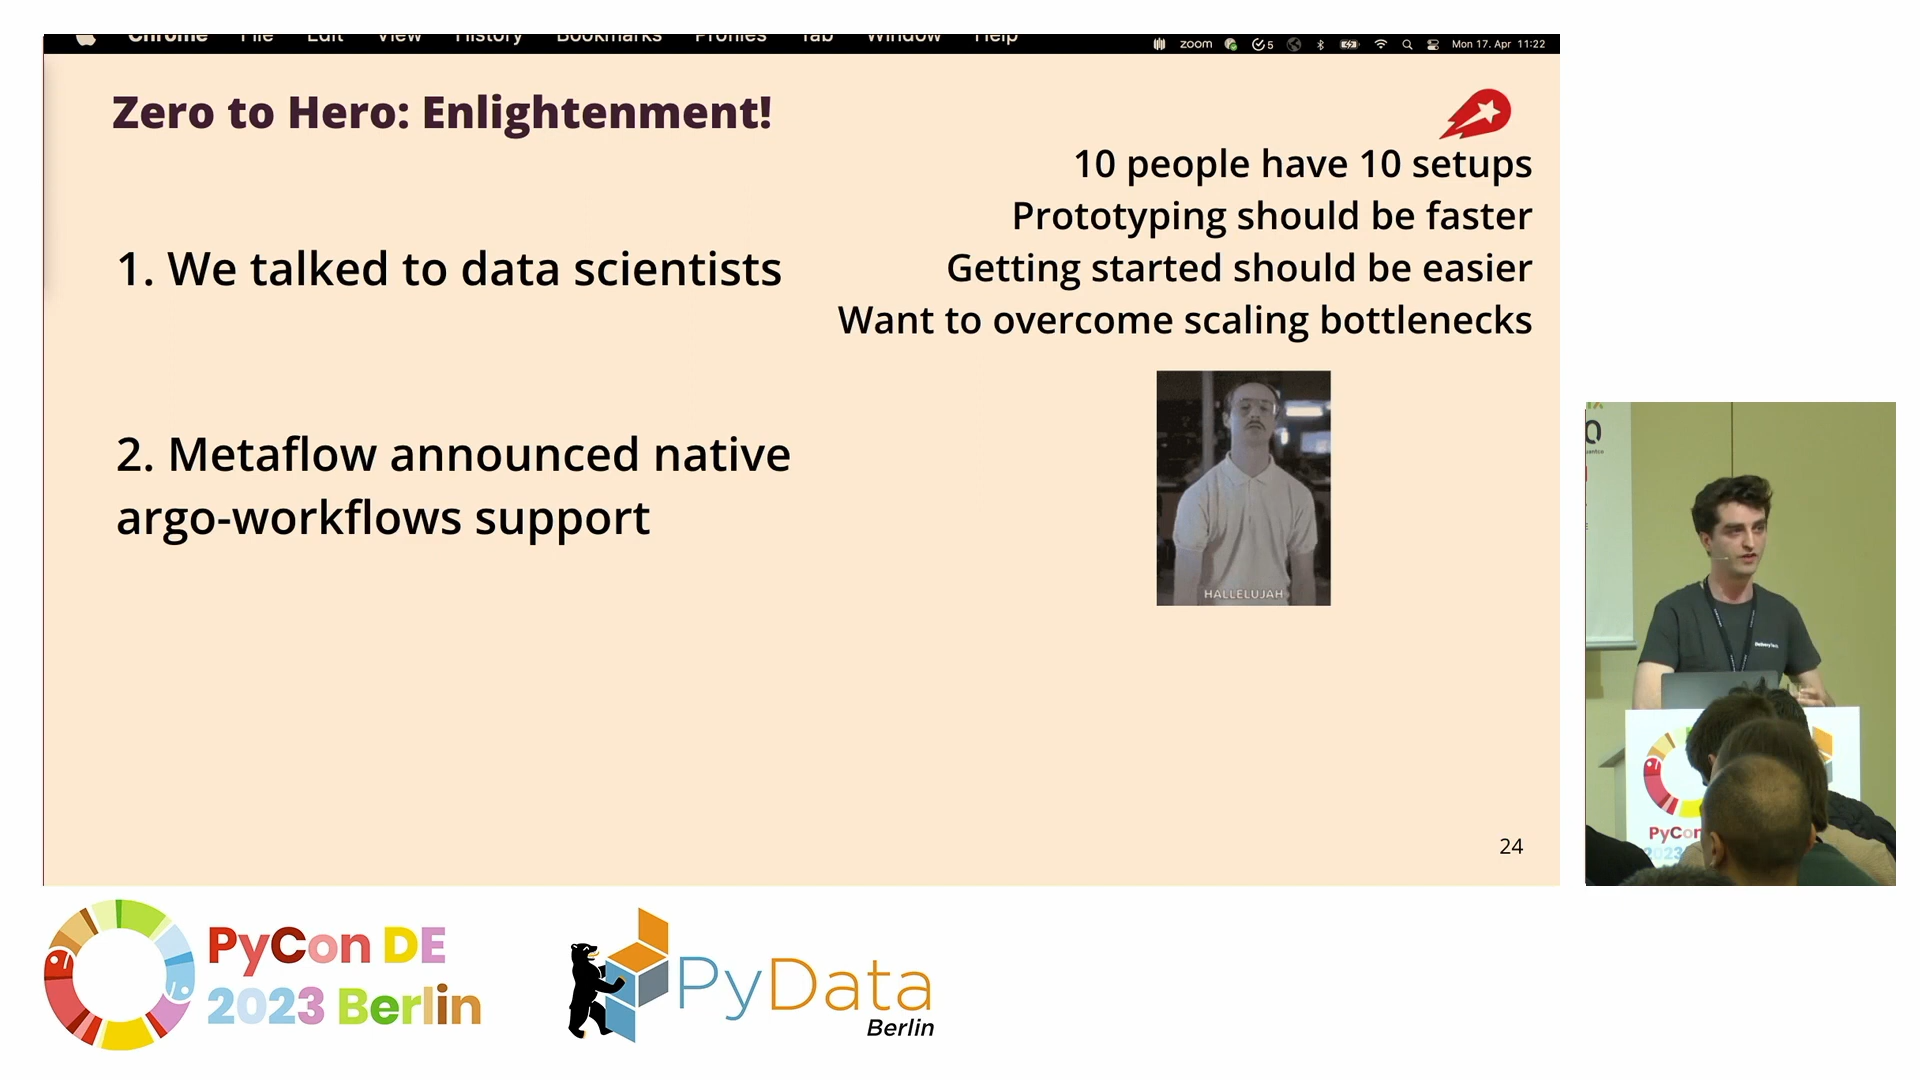 Chrome File Edit View History Bookmarks Profiles Tab Window Help
zoom 5 Mon 17. Apr 11:22
Zero to Hero: Enlightenment!
10 people have 10 setups
Prototyping should be faster
Getting started should be easier
Want to overcome scaling bottlenecks
1. We talked to data scientists
2. Metaflow announced native
argo-workflows support
HALLELUJAH
24
PyCon
2023
PyCon DE
2023 Berlin
PyData
Berlin